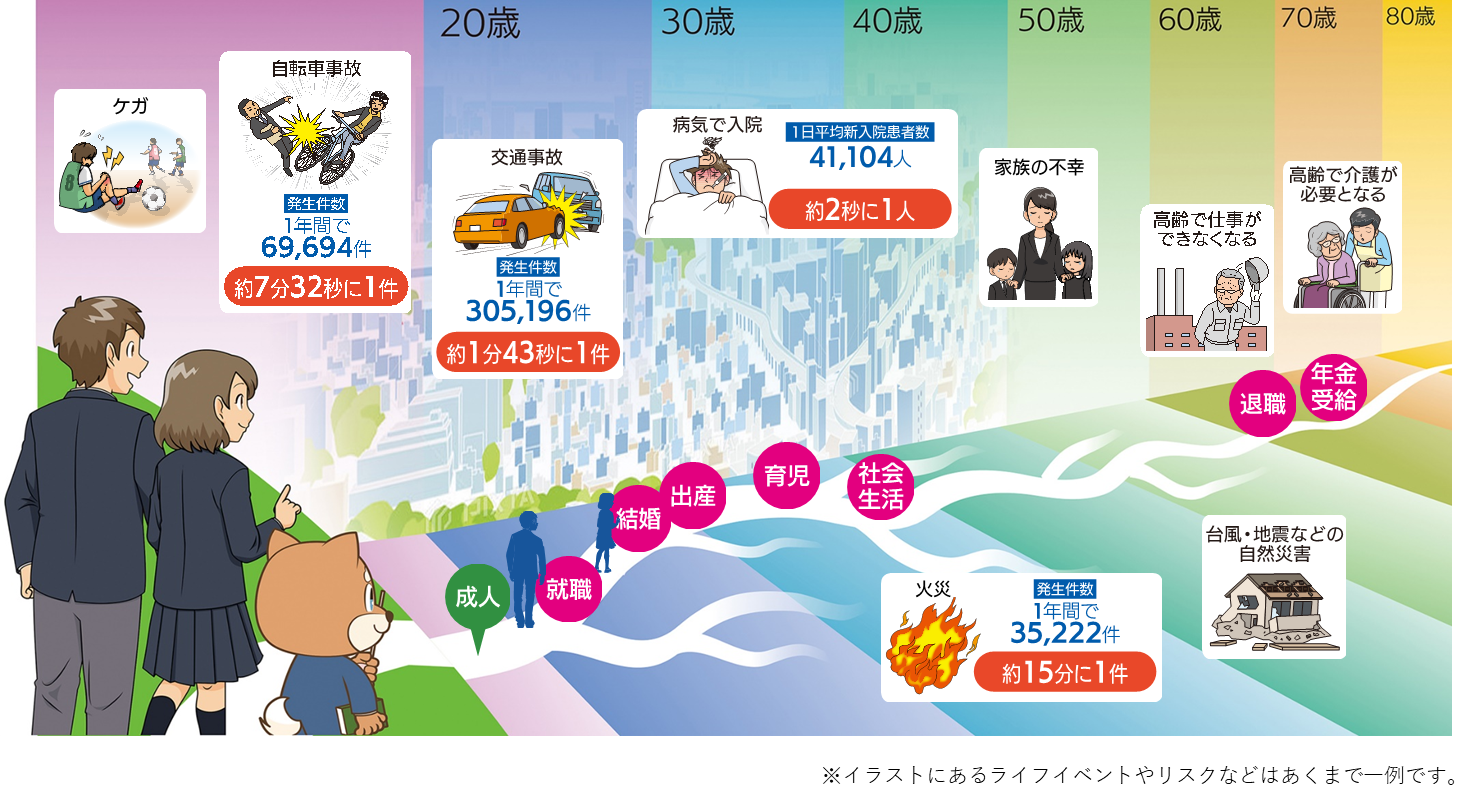 20歳
30歳
40歳
50歳
60歳
70歳
80歳
ケガ
自転車事故
発生件数
1年間で
69,694件
約7分32秒に1件
交通事故
発生件数
1年間で
305,196件
約1分43秒に1件
病気で入院
1日平均新入院患者数
41,104人
約2秒に1人
家族の不幸
高齢で仕事が
できなくなる
高齢で介護が
必要となる
8
成人
就職
結婚
出産
育児
社会
生活
退職
年金
受給
火災
発生件数
1年間で
35,222件
約15分に1件
台風・地震などの
自然災害
※イラストにあるライフイベントやリスクなどはあくまで一例です。